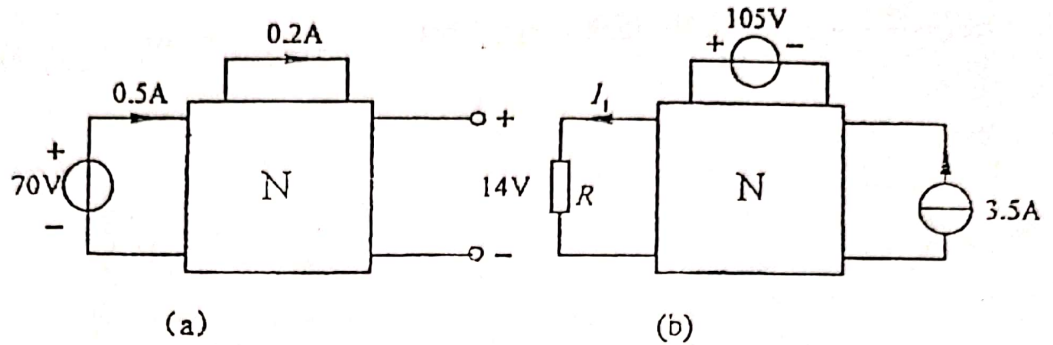 0.2A
0.5A
+
70V
−
N
+
14V
−
(a)
105V
+ −
I₁
R
N
3.5A
(b)